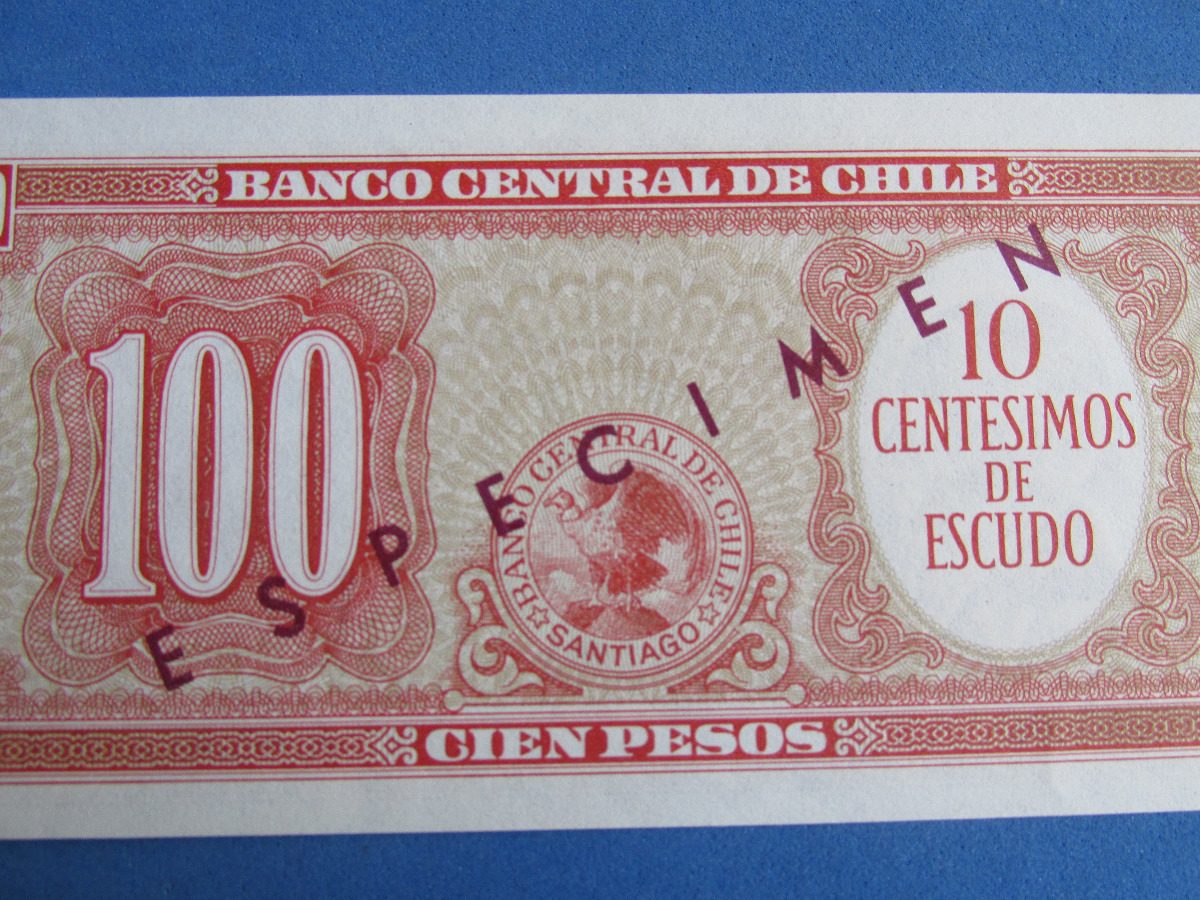 BANCO CENTRAL DE CHILE
100
ESPECIMEN
10
CENTESIMOS
DE
ESCUDO
BANCO CENTRAL DE CHILE
SANTIAGO
CIEN PESOS